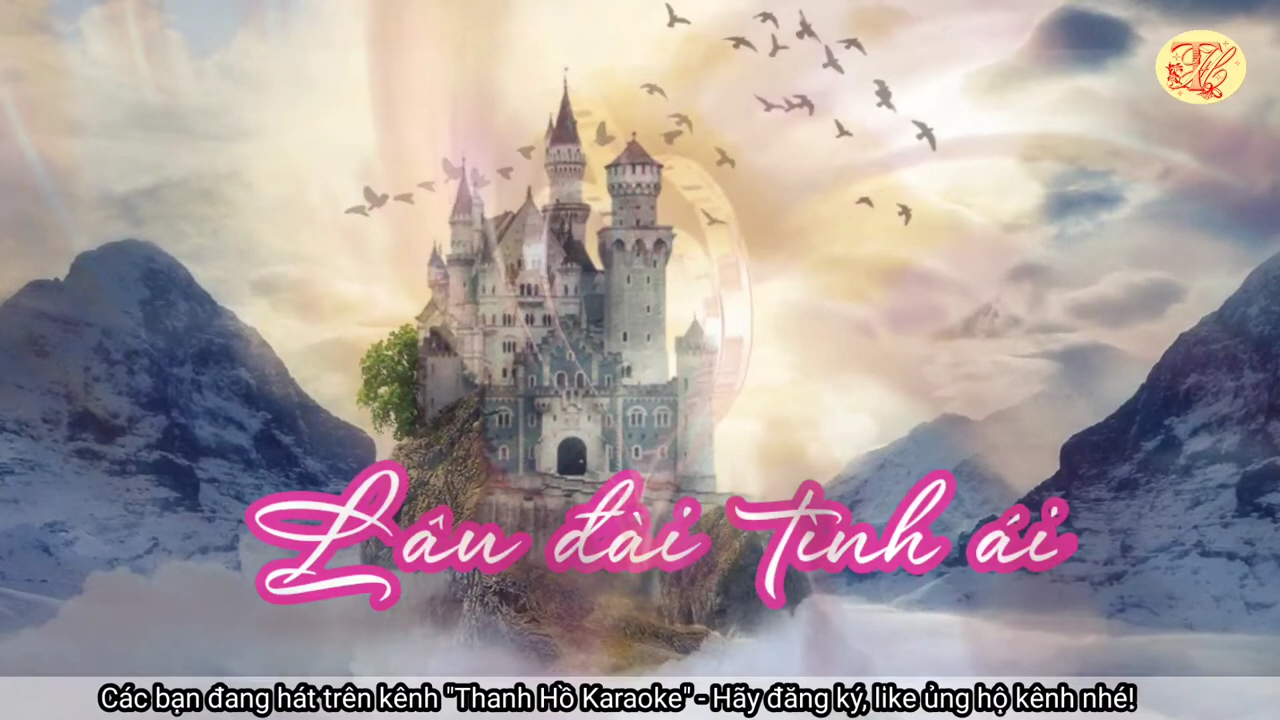 Th
Lâu đài Tình ái
Các bạn đang hát trên kênh "Thanh Hồ Karaoke" - Hãy đăng ký, like ủng hộ kênh nhé!